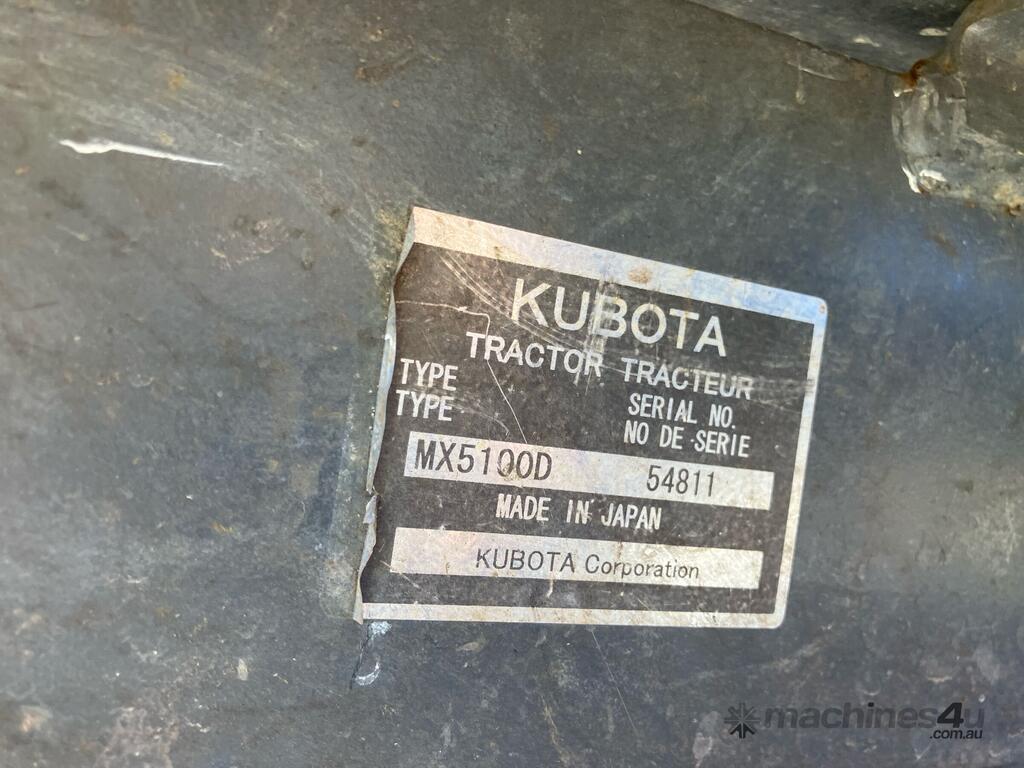 KUBOTA
TRACTOR TRACTEUR
TYPE
TYPE
SERIAL NO.
NO DE SERIE
MX5100D 54811
MADE IN JAPAN
KUBOTA Corporation
machines4u
.com.au